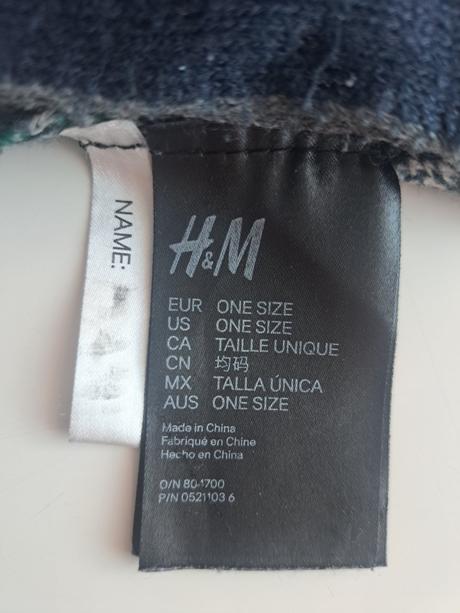 NAME:
H&M
EUR ONE SIZE
US ONE SIZE
CA TAILLE UNIQUE
CN 均码
MX TALLA ÚNICA
AUS ONE SIZE
Made in China
Fabriqué en Chine
Hecho en China
O/N 80-1700
P/N 0521103 6